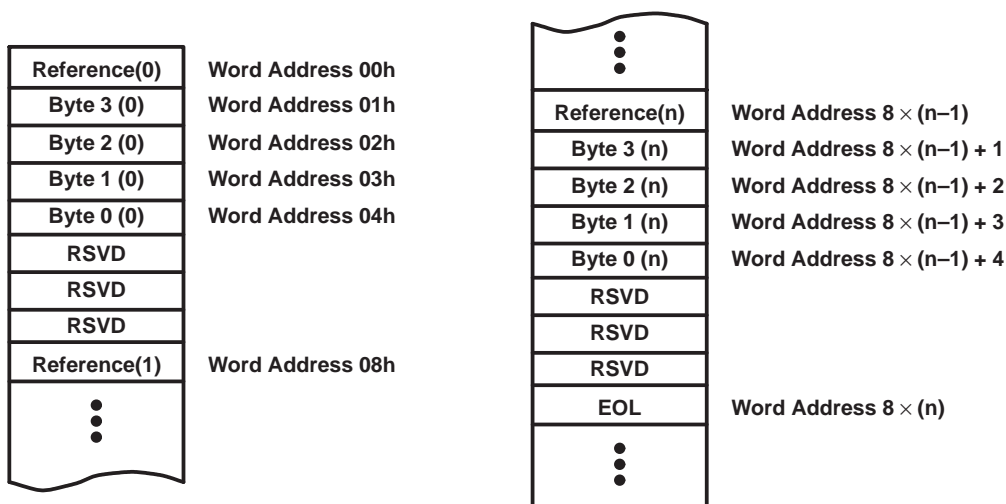 Reference(0) Word Address 00h
Byte 3 (0) Word Address 01h
Byte 2 (0) Word Address 02h
Byte 1 (0) Word Address 03h
Byte 0 (0) Word Address 04h
RSVD
RSVD
RSVD
Reference(1) Word Address 08h
Reference(n) Word Address 8 × (n–1)
Byte 3 (n) Word Address 8 × (n–1) + 1
Byte 2 (n) Word Address 8 × (n–1) + 2
Byte 1 (n) Word Address 8 × (n–1) + 3
Byte 0 (n) Word Address 8 × (n–1) + 4
RSVD
RSVD
RSVD
EOL Word Address 8 × (n)